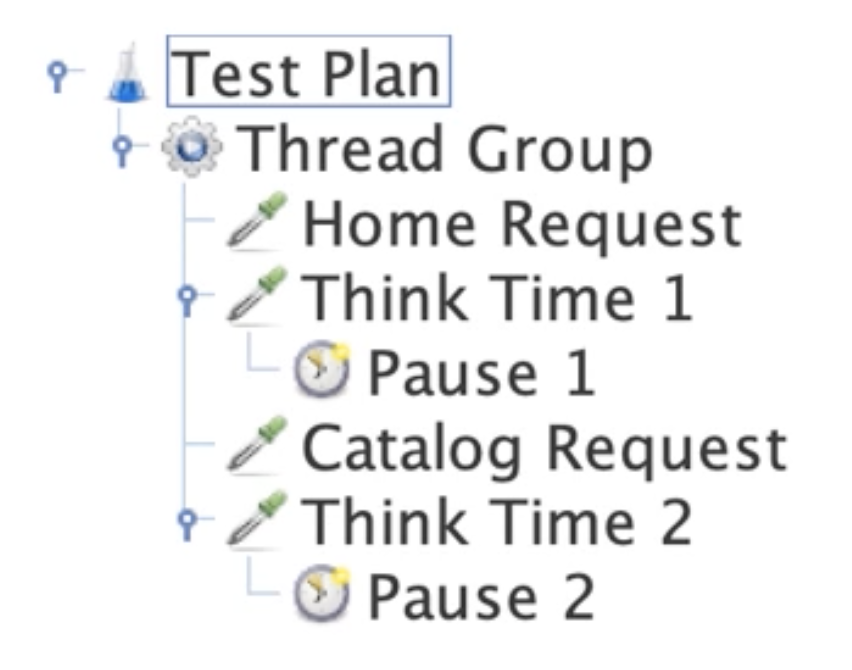 Test Plan
Thread Group
Home Request
Think Time 1
Pause 1
Catalog Request
Think Time 2
Pause 2